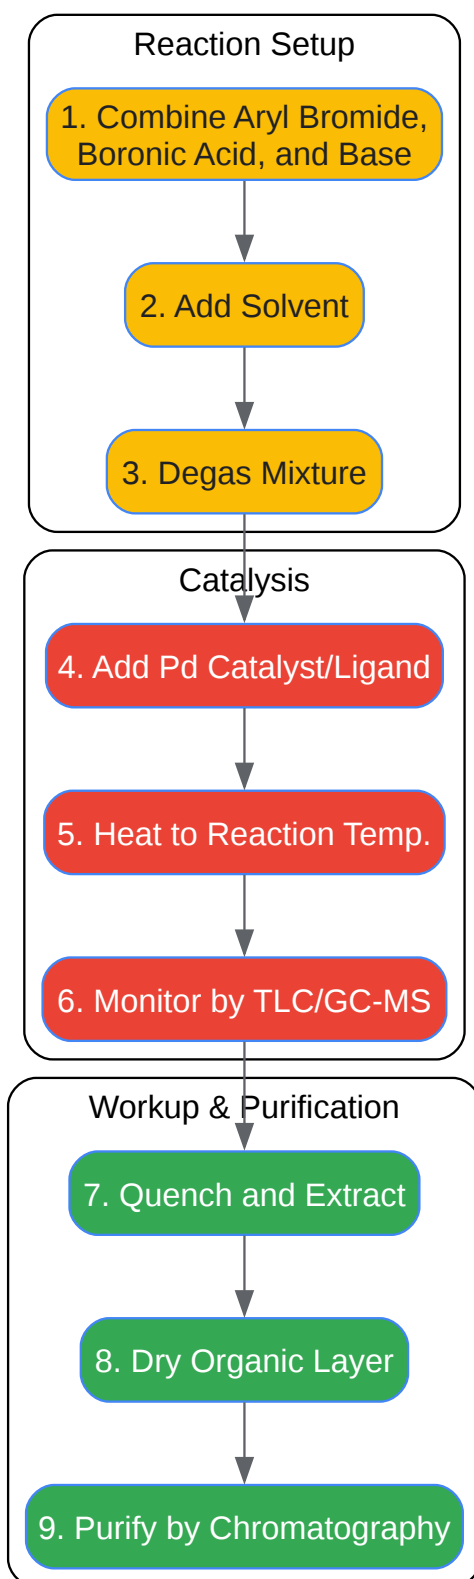 Reaction Setup
1. Combine Aryl Bromide,
Boronic Acid, and Base
2. Add Solvent
3. Degas Mixture
Catalysis
4. Add Pd Catalyst/Ligand
5. Heat to Reaction Temp.
6. Monitor by TLC/GC-MS
Workup & Purification
7. Quench and Extract
8. Dry Organic Layer
9. Purify by Chromatography